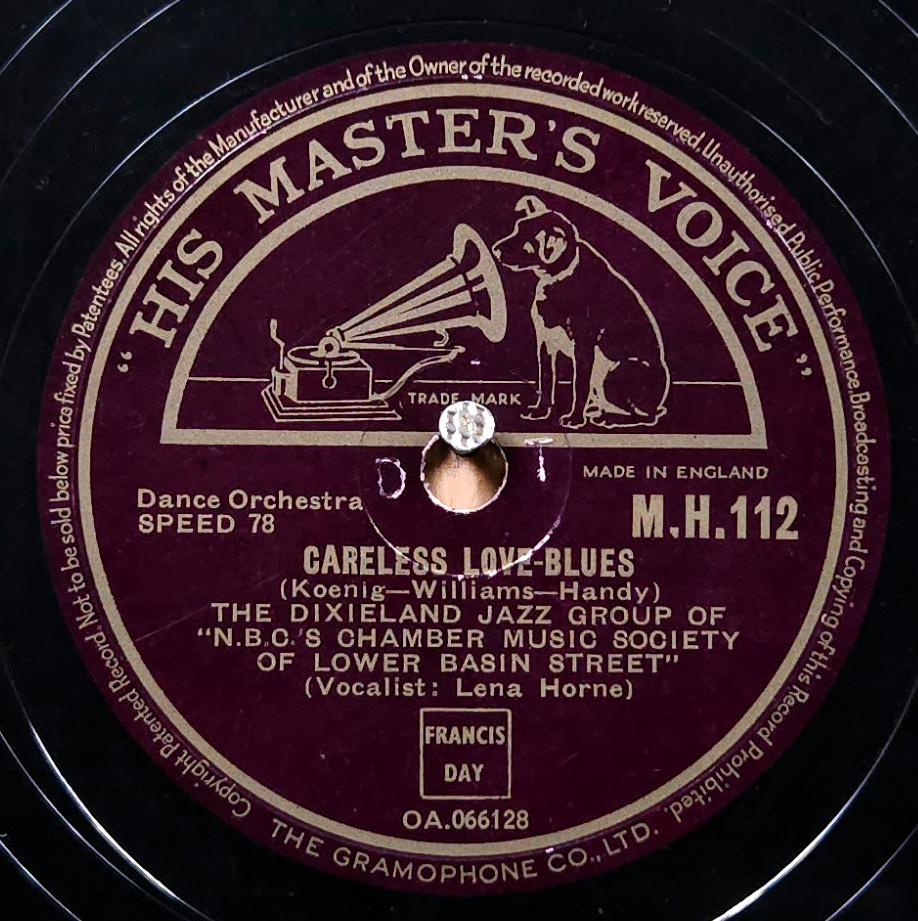 Copyright Patented Record. Not to be sold below price fixed by Patentees. All rights of the Manufacturer and of the Owner of the recorded work reserved. Unauthorised Public Performance. Broadcasting and Copying of this Record Prohibited.
"HIS MASTER'S VOICE"
TRADE MARK
D T
MADE IN ENGLAND
Dance Orchestra
SPEED 78
M.H.112
CARELESS LOVE-BLUES
(Koenig—Williams—Handy)
THE DIXIELAND JAZZ GROUP OF
"N.B.C.'S CHAMBER MUSIC SOCIETY
OF LOWER BASIN STREET"
(Vocalist: Lena Horne)
FRANCIS
DAY
OA.066128
THE GRAMOPHONE CO., LTD.